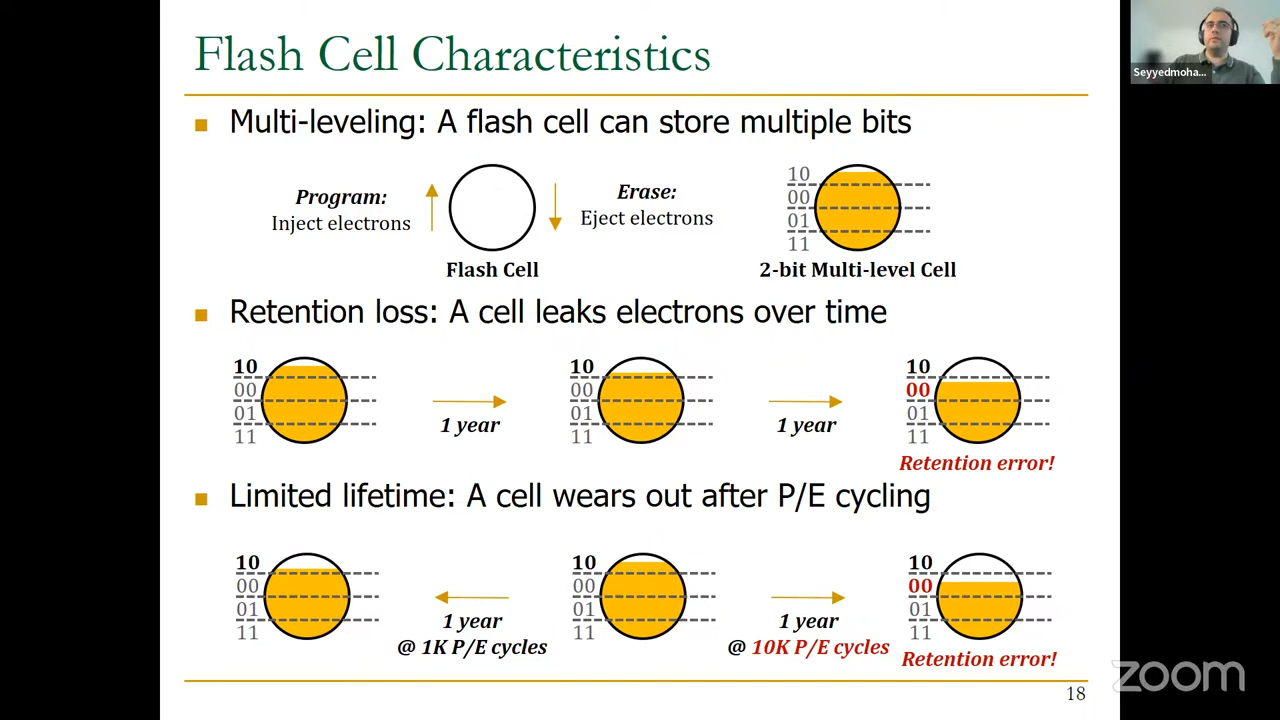 Flash Cell Characteristics
Seyyedmoha...
Multi-leveling: A flash cell can store multiple bits
Program:
Inject electrons
Flash Cell
Erase:
Eject electrons
10
00
01
11
2-bit Multi-level Cell
Retention loss: A cell leaks electrons over time
10
00
01
11
1 year
10
00
01
11
1 year
10
00
01
11
Retention error!
Limited lifetime: A cell wears out after P/E cycling
10
00
01
11
1 year
@ 1K P/E cycles
10
00
01
11
1 year
@ 10K P/E cycles
10
00
01
11
Retention error!
18
zoom